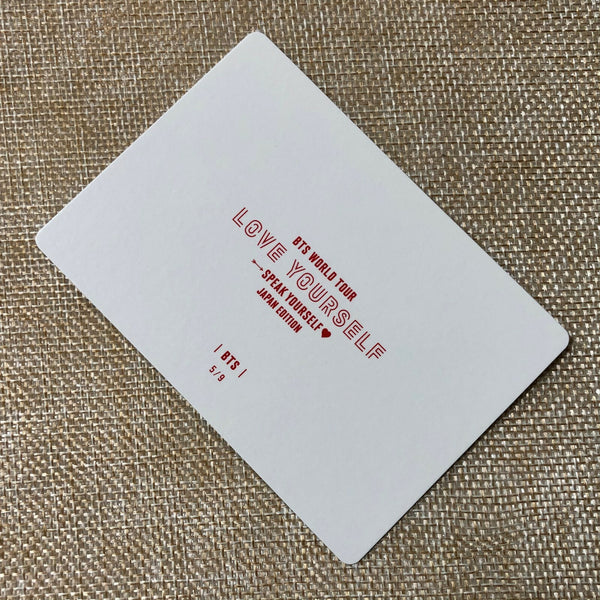 BTS WORLD TOUR
LOVE YOURSELF
SPEAK YOURSELF♥
JAPAN EDITION
| BTS |
5/9